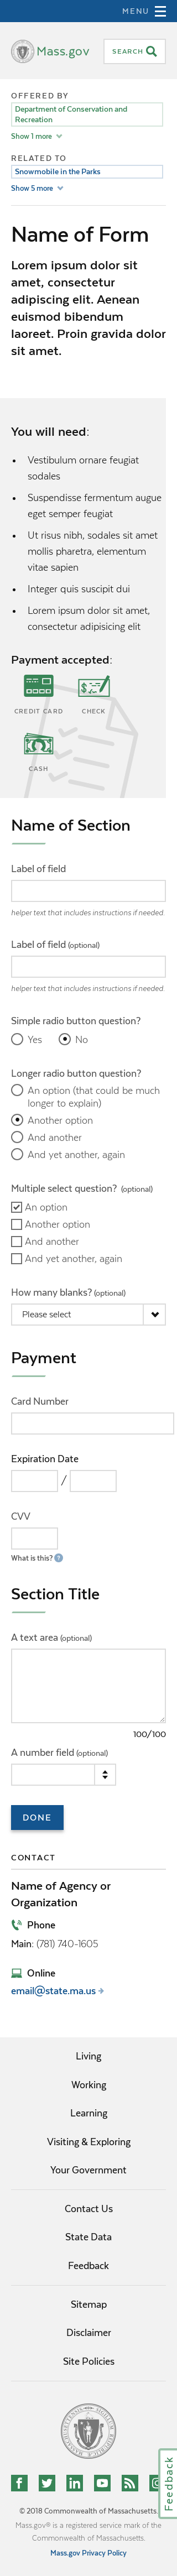 MENU
Mass.gov
SEARCH
OFFERED BY
Department of Conservation and
Recreation
Show 1 more
RELATED TO
Snowmobile in the Parks
Show 5 more
Name of Form
Lorem ipsum dolor sit
amet, consectetur
adipiscing elit. Aenean
euismod bibendum
laoreet. Proin gravida dolor
sit amet.
You will need:
• Vestibulum ornare feugiat
sodales
• Suspendisse fermentum augue
eget semper feugiat
• Ut risus nibh, sodales sit amet
mollis pharetra, elementum
vitae sapien
• Integer quis suscipit dui
• Lorem ipsum dolor sit amet,
consectetur adipisicing elit
Payment accepted:
CREDIT CARD CHECK
CASH
Name of Section
Label of field
helper text that includes instructions if needed.
Label of field (optional)
helper text that includes instructions if needed
Simple radio button question?
Yes No
Longer radio button question?
An option (that could be much
longer to explain)
Another option
And another
And yet another, again
Multiple select question? (optional)
An option
Another option
And another
And yet another, again
How many blanks? (optional)
Please select
Payment
Card Number
Expiration Date
/
CVV
What is this? ?
Section Title
A text area (optional)
100/100
A number field (optional)
DONE
CONTACT
Name of Agency or
Organization
Phone
Main: (781) 740-1605
Online
email@state.ma.us
Living
Working
Learning
Visiting & Exploring
Your Government
Contact Us
State Data
Feedback
Sitemap
Disclaimer
Site Policies
Feedback
© 2018 Commonwealth of Massachusetts.
Mass.gov® is a registered service mark of the
Commonwealth of Massachusetts.
Mass.gov Privacy Policy